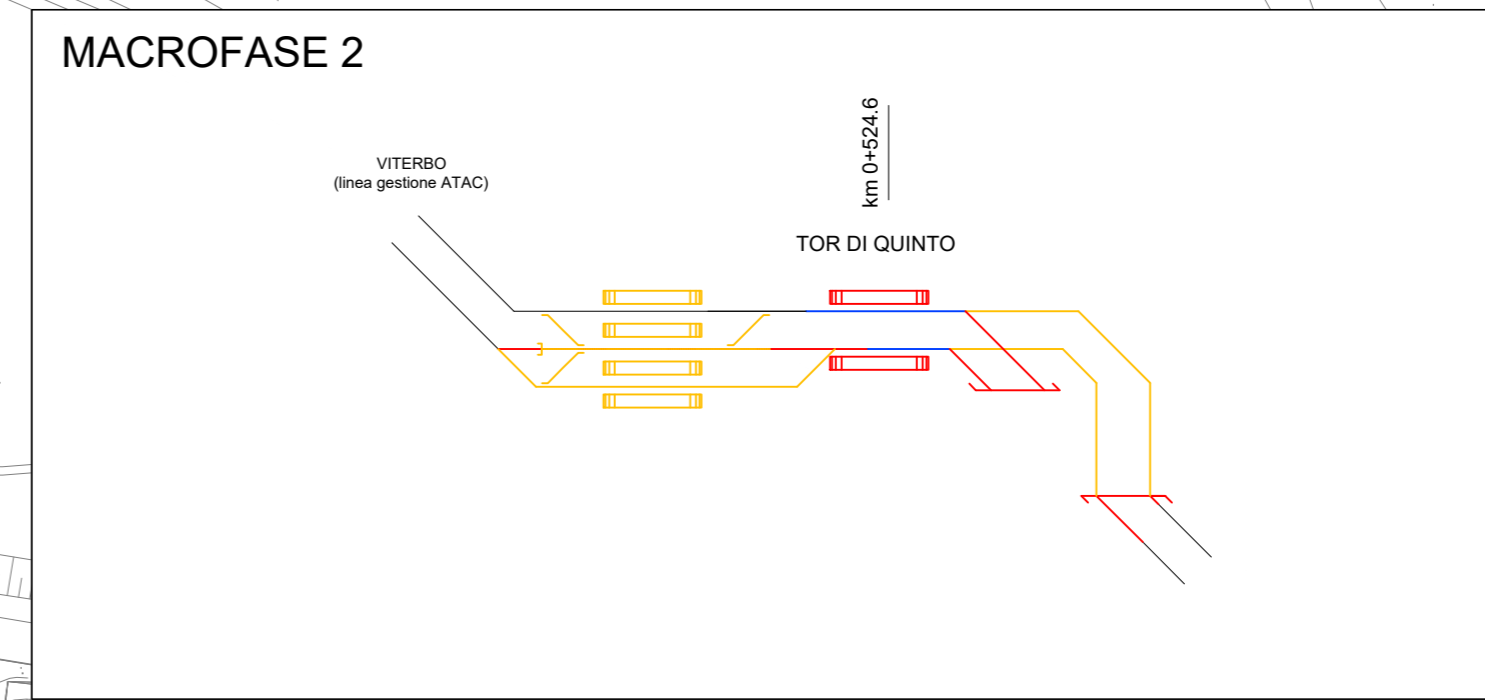 MACROFASE 2
km 0+524.6
VITERBO
(linea gestione ATAC)
TOR DI QUINTO